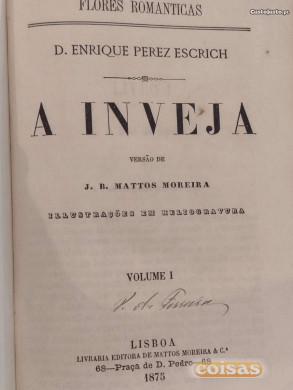 FLORES ROMANTICAS
D. ENRIQUE PEREZ ESCRICH
A INVEJA
VERSÃO DE
J. R. MATTOS MOREIRA
ILLUSTRAÇÕES EM HELIOGRAVURA
VOLUME I
LISBOA
LIVRARIA EDITORA DE MATTOS MOREIRA & C.ª
68—Praça de D. Pedro—68
1875
coisas